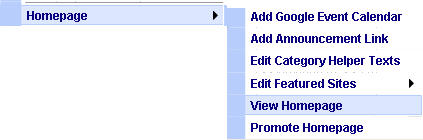 Homepage
Add Google Event Calendar
Add Announcement Link
Edit Category Helper Texts
Edit Featured Sites
View Homepage
Promote Homepage